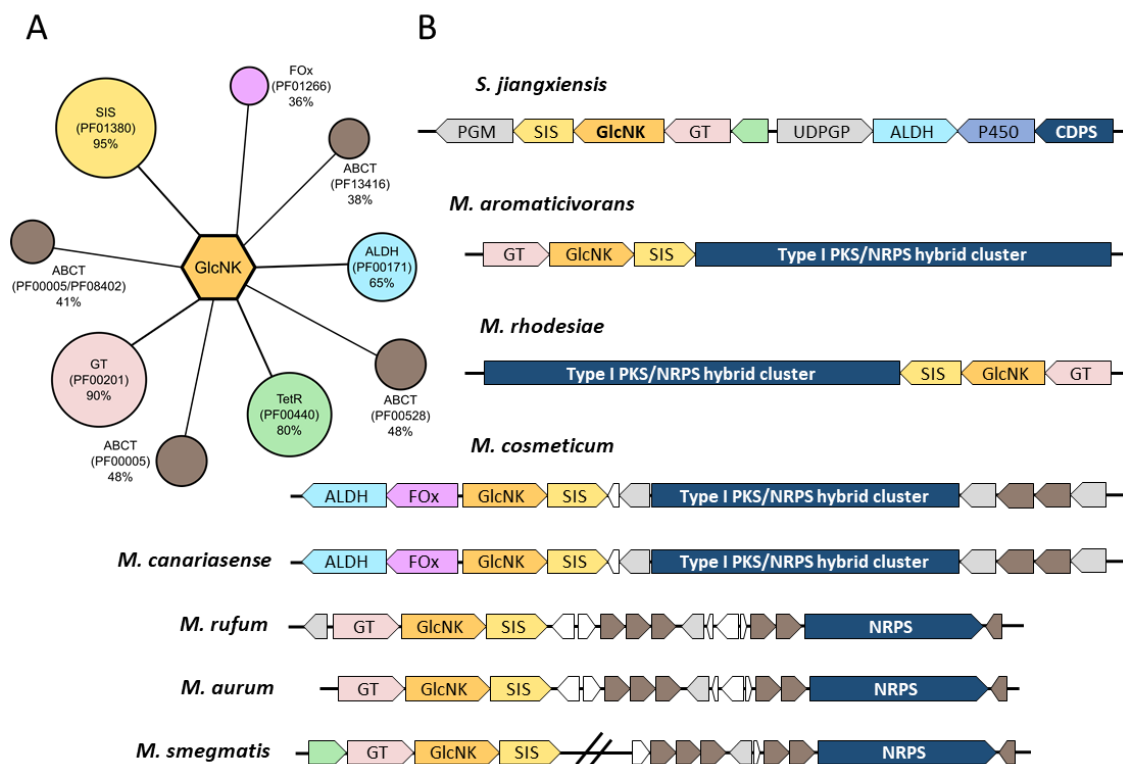 A
FOx
(PF01266)
36%
SIS
(PF01380)
95%
ABCT
(PF13416)
38%
GlcNK
ALDH
(PF00171)
65%
ABCT
(PF00005/PF08402)
41%
GT
(PF00201)
90%
ABCT
(PF00528)
48%
TetR
(PF00440)
80%
ABCT
(PF00005)
48%
B
S. jiangxiensis
PGM SIS GlcNK GT UDPGP ALDH P450 CDPS
M. aromaticivorans
GT GlcNK SIS Type I PKS/NRPS hybrid cluster
M. rhodesiae
Type I PKS/NRPS hybrid cluster SIS GlcNK GT
M. cosmeticum
ALDH FOx GlcNK SIS Type I PKS/NRPS hybrid cluster
M. canariasense ALDH FOx GlcNK SIS Type I PKS/NRPS hybrid cluster
M. rufum GT GlcNK SIS NRPS
M. aurum GT GlcNK SIS NRPS
M. smegmatis GT GlcNK SIS NRPS